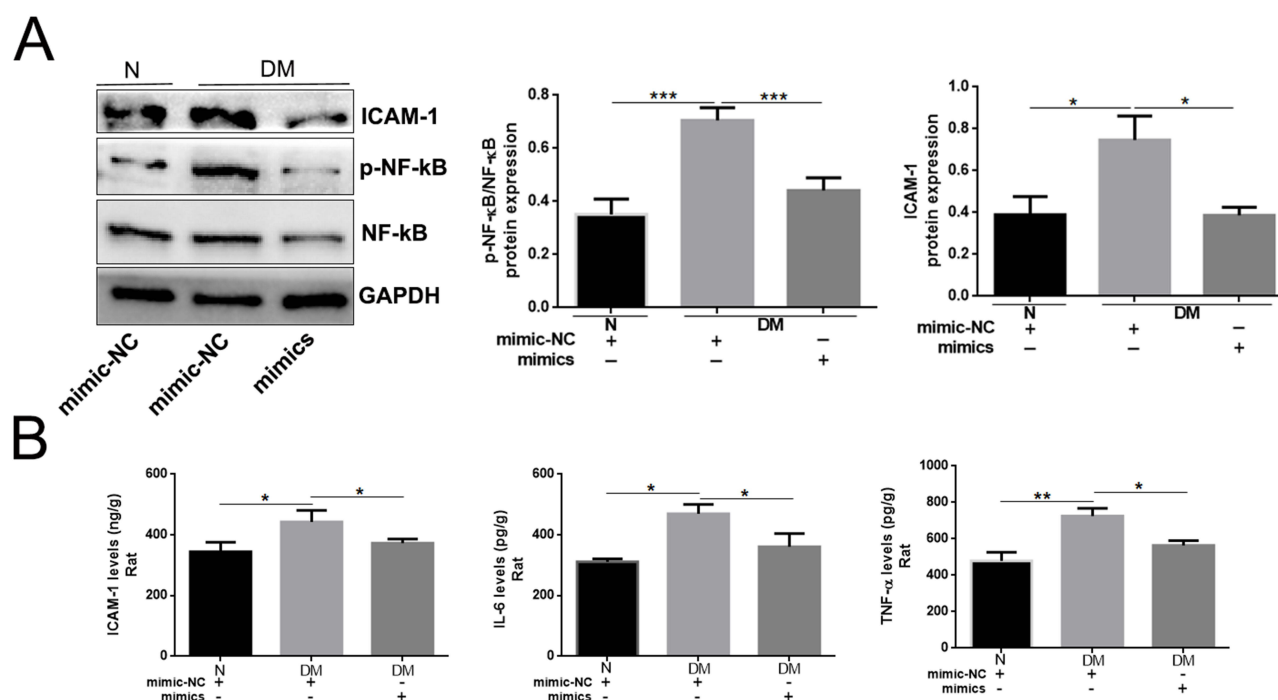 A
N DM
ICAM-1
p-NF-kB
NF-kB
GAPDH
mimic-NC mimic-NC mimics
p-NF-κB/NF-κB
protein expression
0.8
0.6
0.4
0.2
0.0
*** ***
N DM
mimic-NC + + –
mimics – – +
ICAM-1
protein expression
1.0
0.8
0.6
0.4
0.2
0.0
* *
N DM
mimic-NC + + –
mimics – – +
B
ICAM-1 levels (ng/g)
Rat
600
400
200
0
* *
N DM DM
mimic-NC + + -
mimics - - +
IL-6 levels (pg/g)
Rat
600
400
200
0
* *
N DM DM
mimic-NC + + -
mimics - - +
TNF-α levels (pg/g)
Rat
1000
800
600
400
200
0
** *
N DM DM
mimic-NC + + -
mimics - - +